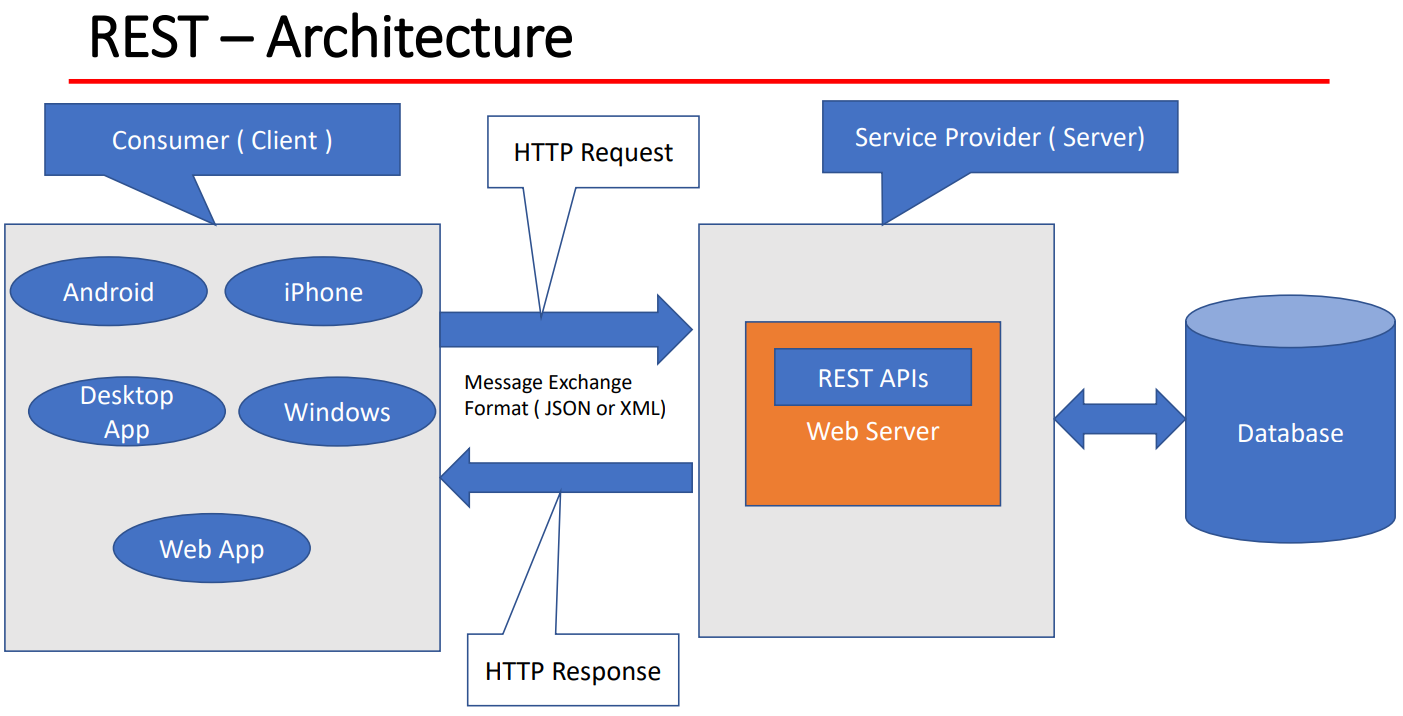 REST – Architecture
Consumer ( Client )
HTTP Request
Service Provider ( Server)
Android
iPhone
Desktop
App
Windows
Web App
Message Exchange
Format ( JSON or XML)
HTTP Response
REST APIs
Web Server
Database